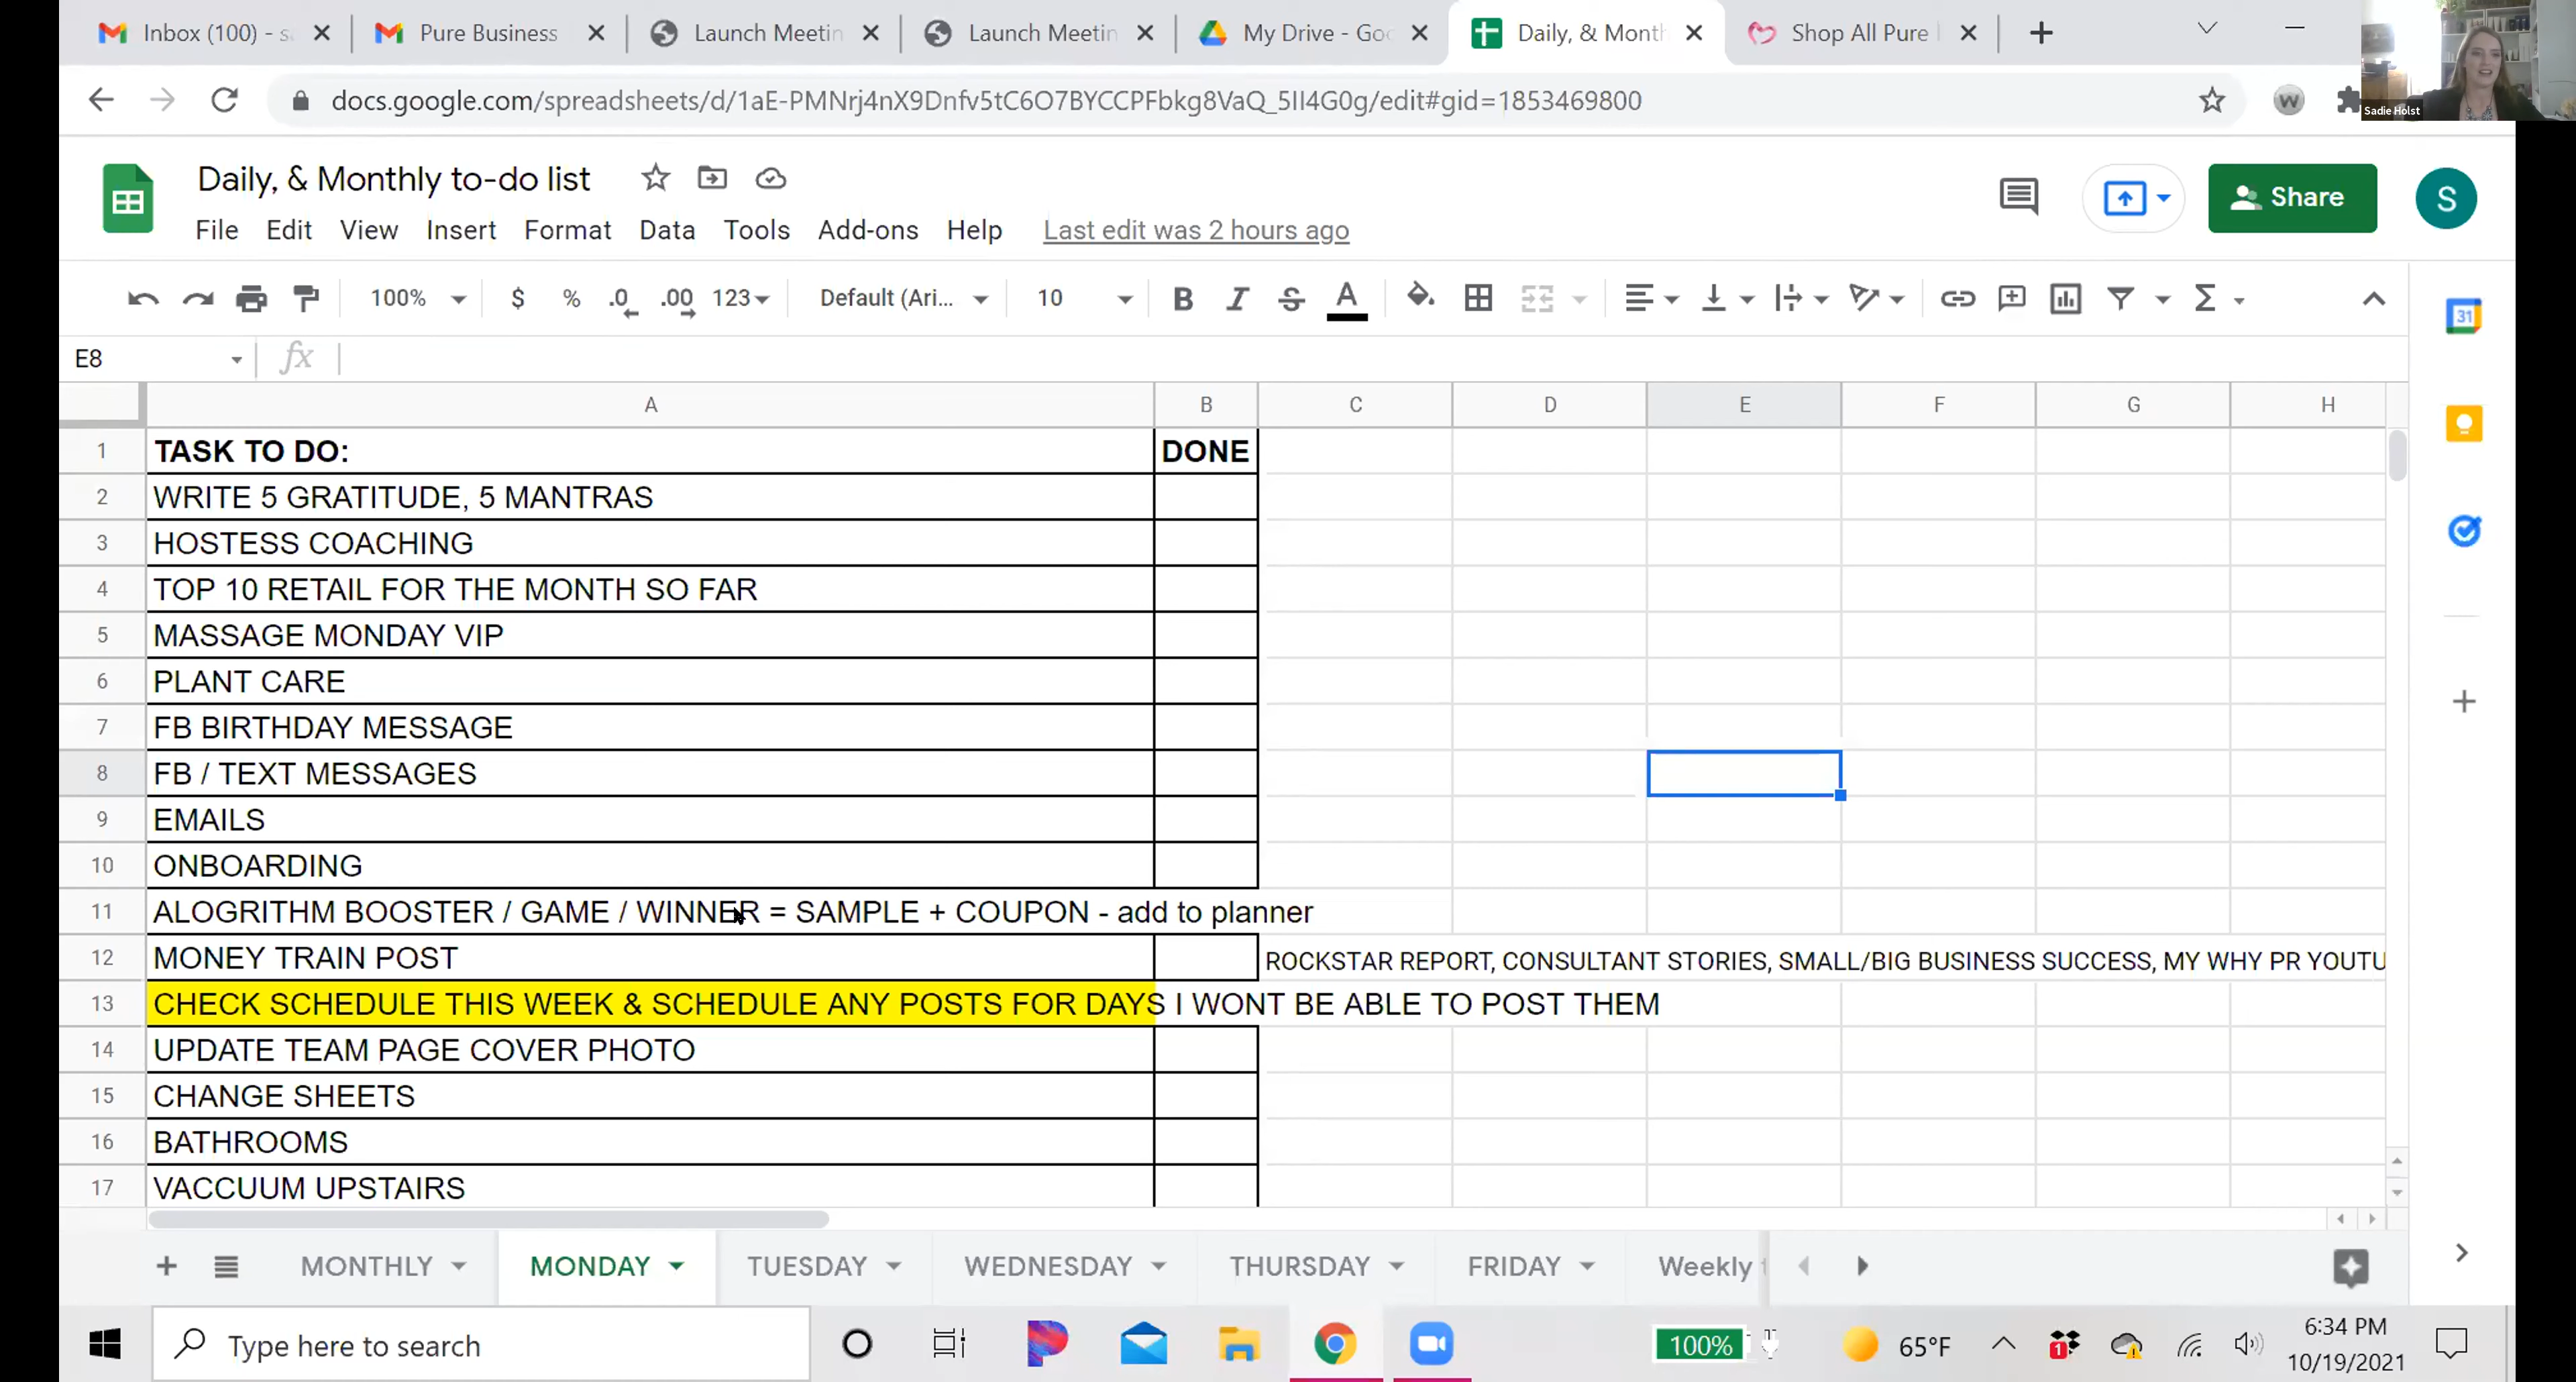 Inbox (100) - s
Pure Business
Launch Meetin
Launch Meetin
My Drive - Goo
Daily, & Month
Shop All Pure
docs.google.com/spreadsheets/d/1aE-PMNrj4nX9Dnfv5tC6O7BYCCPFbkg8VaQ_5II4G0g/edit#gid=1853469800
W
Sadie Holst
Daily, & Monthly to-do list
File Edit View Insert Format Data Tools Add-ons Help Last edit was 2 hours ago
Share
S
100% $ % .0 .00 123 Default (Ari... 10 B I S A Σ
31
E8 fx
A B C D E F G H
1 TASK TO DO: DONE
2 WRITE 5 GRATITUDE, 5 MANTRAS
3 HOSTESS COACHING
4 TOP 10 RETAIL FOR THE MONTH SO FAR
5 MASSAGE MONDAY VIP
6 PLANT CARE
7 FB BIRTHDAY MESSAGE
8 FB / TEXT MESSAGES
9 EMAILS
10 ONBOARDING
11 ALOGRITHM BOOSTER / GAME / WINNER = SAMPLE + COUPON - add to planner
12 MONEY TRAIN POST ROCKSTAR REPORT, CONSULTANT STORIES, SMALL/BIG BUSINESS SUCCESS, MY WHY PR YOUTU
13 CHECK SCHEDULE THIS WEEK & SCHEDULE ANY POSTS FOR DAYS I WONT BE ABLE TO POST THEM
14 UPDATE TEAM PAGE COVER PHOTO
15 CHANGE SHEETS
16 BATHROOMS
17 VACCUUM UPSTAIRS
MONTHLY MONDAY TUESDAY WEDNESDAY THURSDAY FRIDAY Weekly t
Type here to search
100%
65°F
1
6:34 PM
10/19/2021